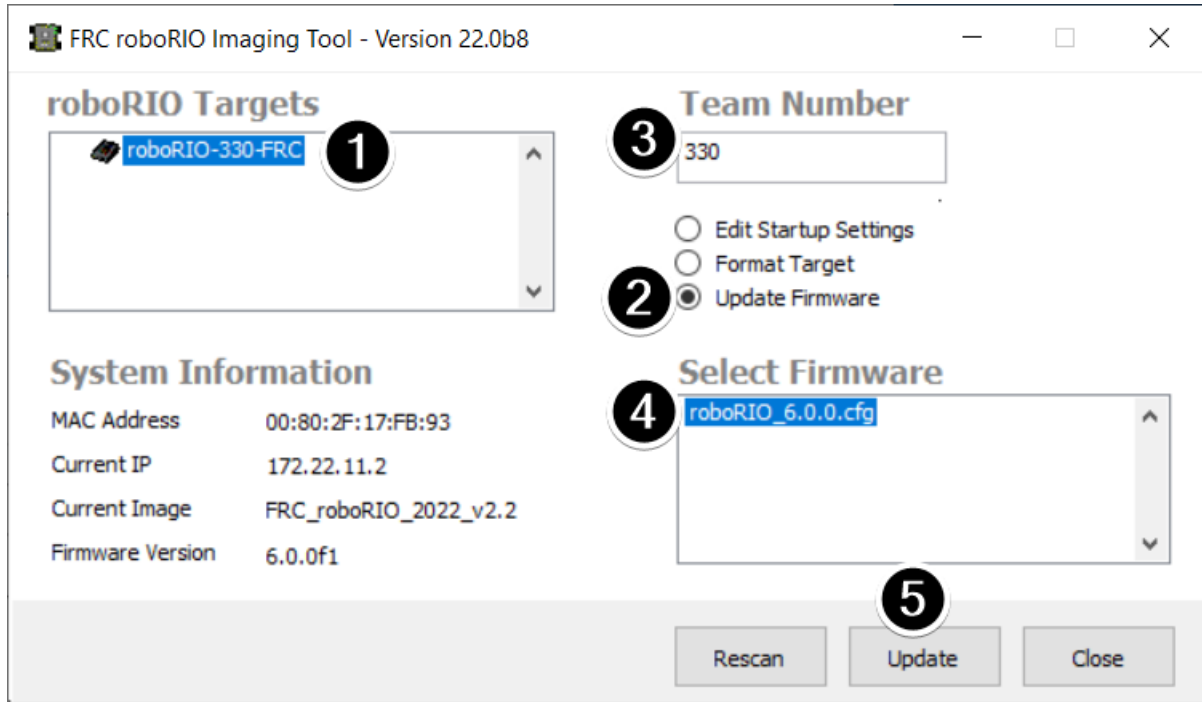 FRC roboRIO Imaging Tool - Version 22.0b8
roboRIO Targets
roboRIO-330-FRC
1
Team Number
3
330
Edit Startup Settings
Format Target
2
Update Firmware
System Information
MAC Address 00:80:2F:17:FB:93
Current IP 172.22.11.2
Current Image FRC_roboRIO_2022_v2.2
Firmware Version 6.0.0f1
Select Firmware
4
roboRIO_6.0.0.cfg
5
Rescan Update Close